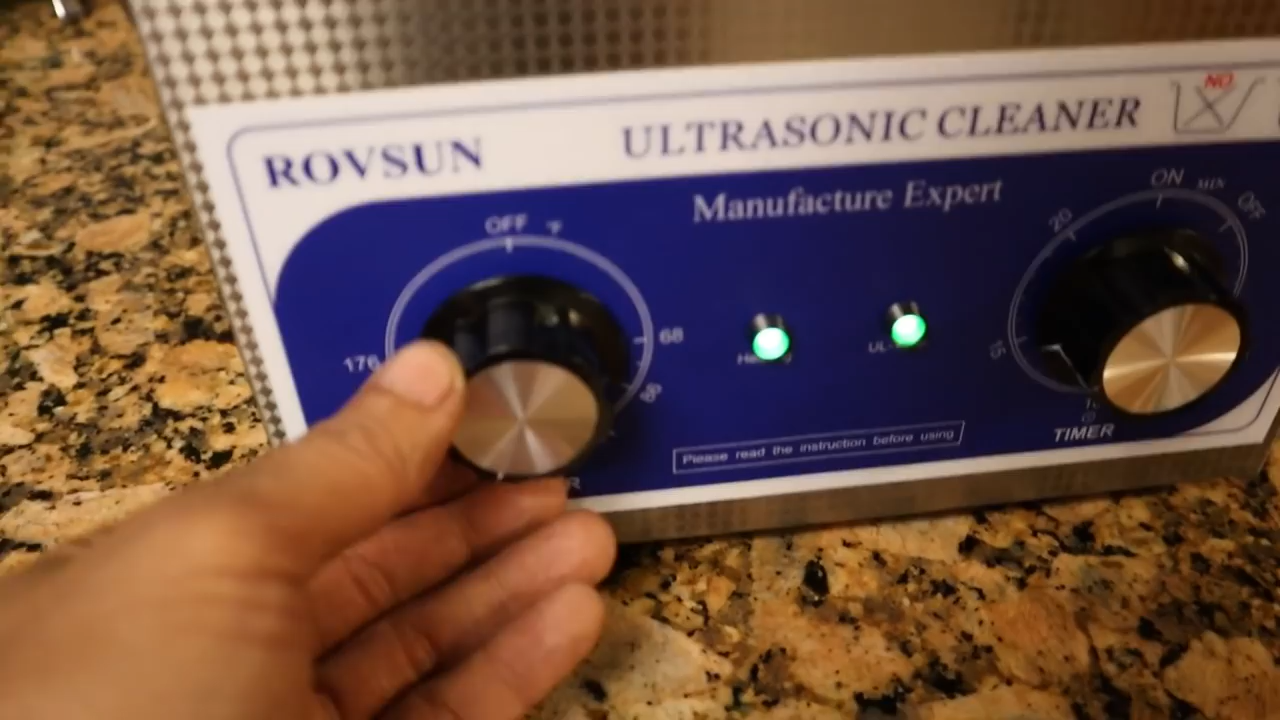 NO
ROVSUN
ULTRASONIC CLEANER
Manufacture Expert
OFF °F
68
176
ON MIN
OFF
20
15
TIMER
Please read the instruction before using